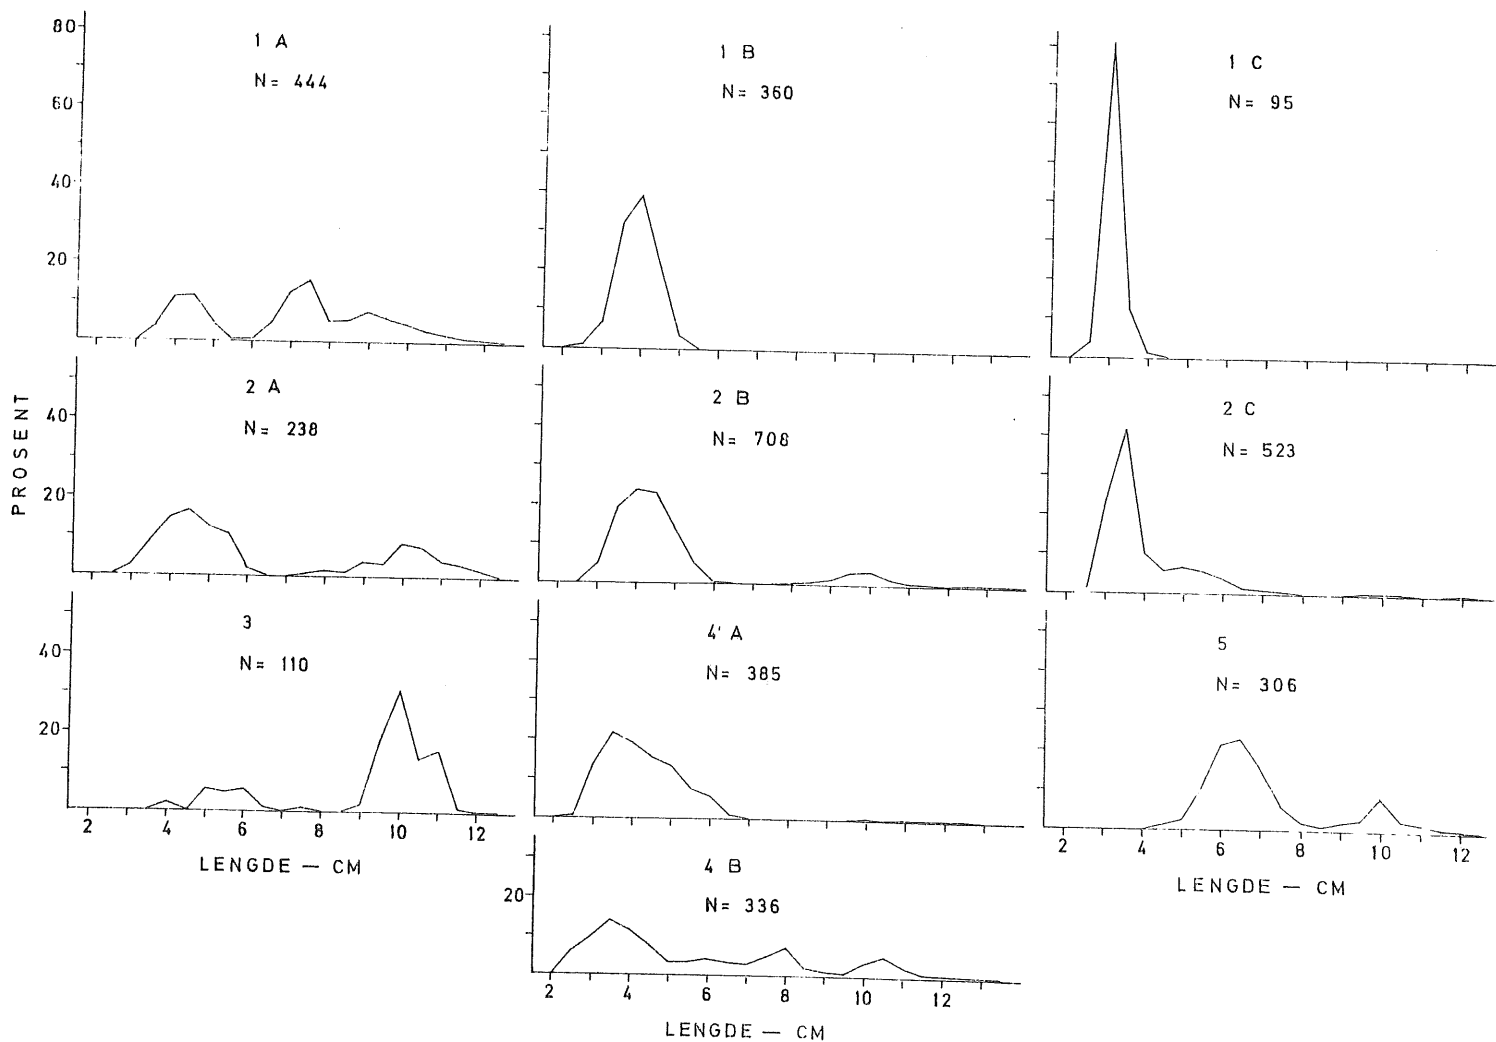 80
60
40
20
1 A
N= 444
1 B
N= 360
1 C
N= 95
PROSENT
40
20
2 A
N= 238
2 B
N= 708
2 C
N= 523
40
20
3
N= 110
2 4 6 8 10 12
LENGDE — CM
4' A
N= 385
5
N= 306
2 4 6 8 10 12
LENGDE — CM
20
4 B
N= 336
2 4 6 8 10 12
LENGDE — CM